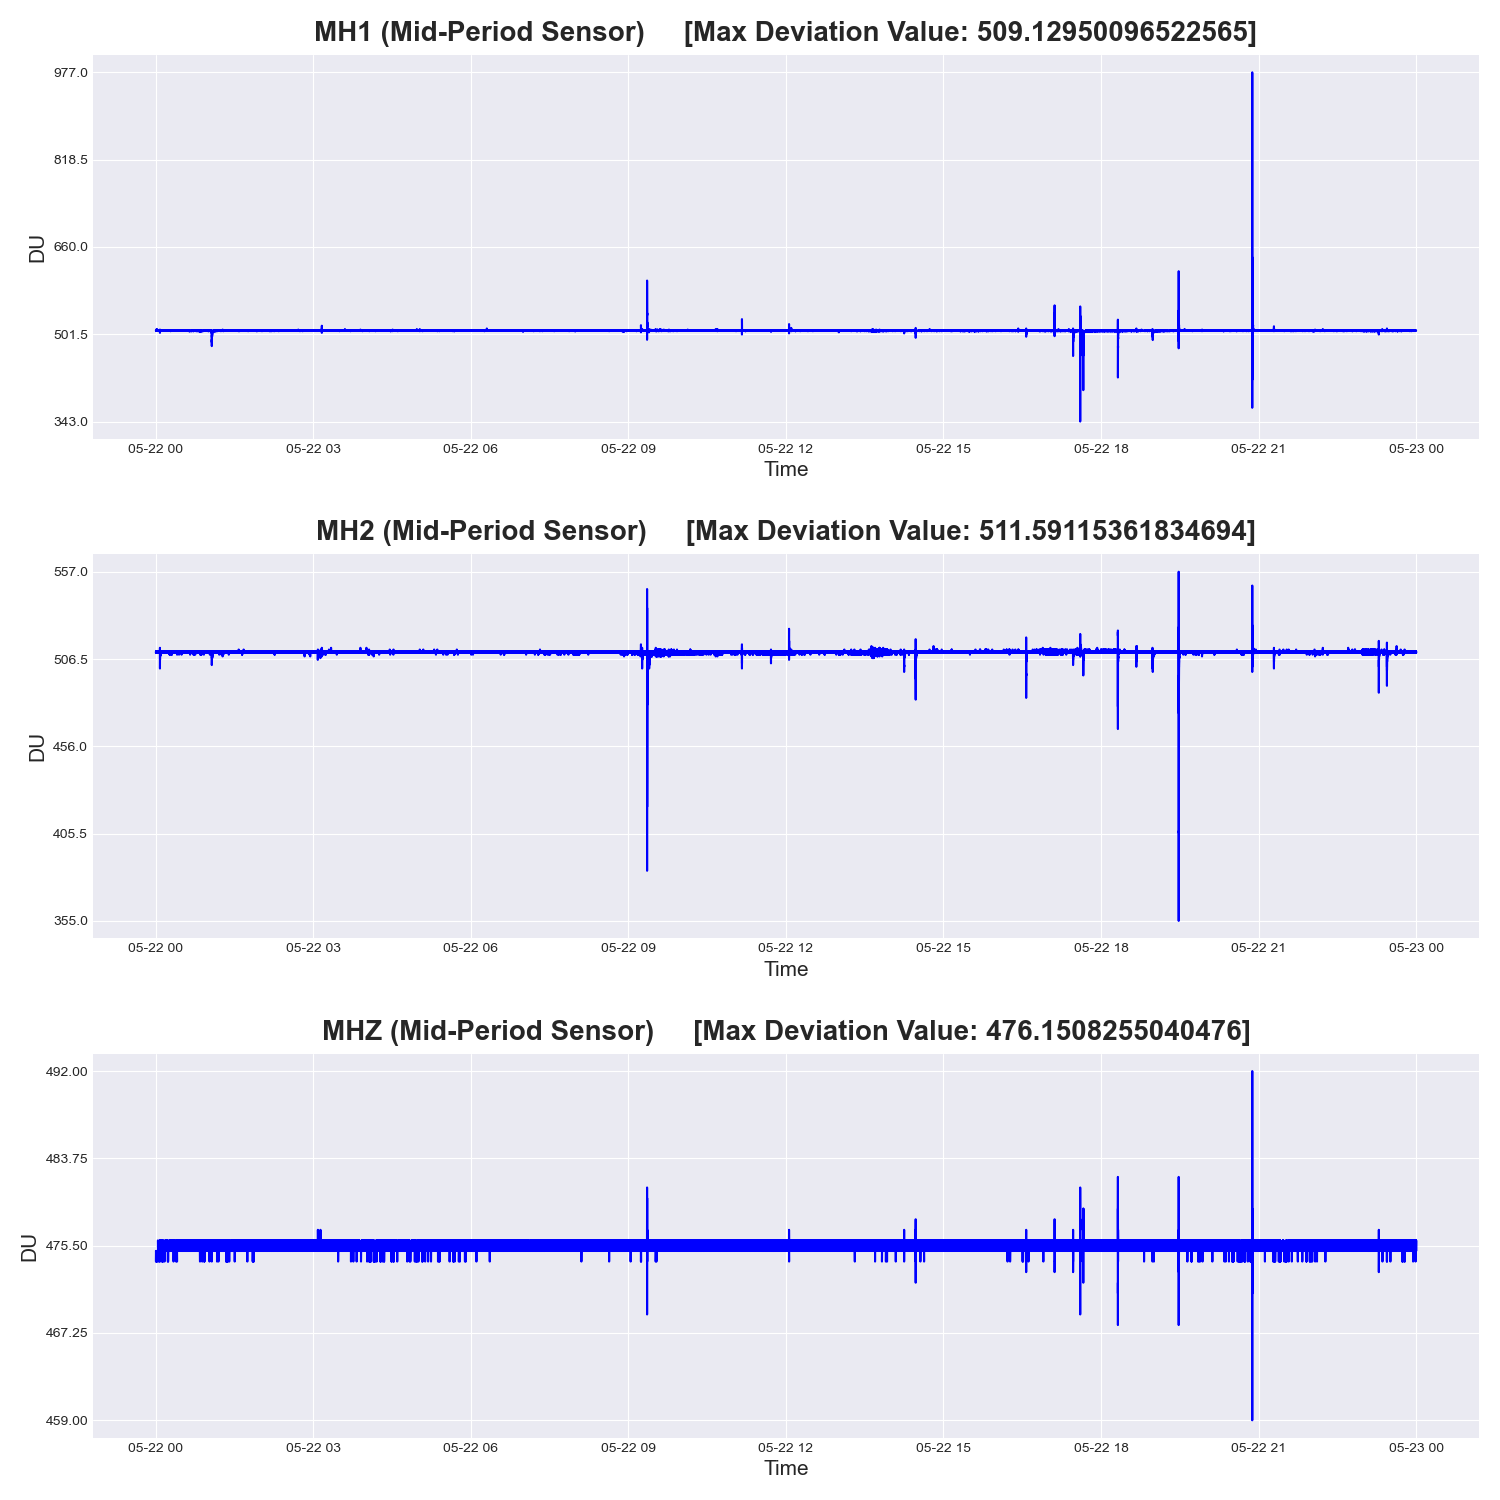 MH1 (Mid-Period Sensor) [Max Deviation Value: 509.12950096522565]
977.0
818.5
660.0
501.5
343.0
DU
05-22 00 05-22 03 05-22 06 05-22 09 05-22 12 05-22 15 05-22 18 05-22 21 05-23 00
Time
MH2 (Mid-Period Sensor) [Max Deviation Value: 511.59115361834694]
557.0
506.5
456.0
405.5
355.0
DU
05-22 00 05-22 03 05-22 06 05-22 09 05-22 12 05-22 15 05-22 18 05-22 21 05-23 00
Time
MHZ (Mid-Period Sensor) [Max Deviation Value: 476.1508255040476]
492.00
483.75
475.50
467.25
459.00
DU
05-22 00 05-22 03 05-22 06 05-22 09 05-22 12 05-22 15 05-22 18 05-22 21 05-23 00
Time